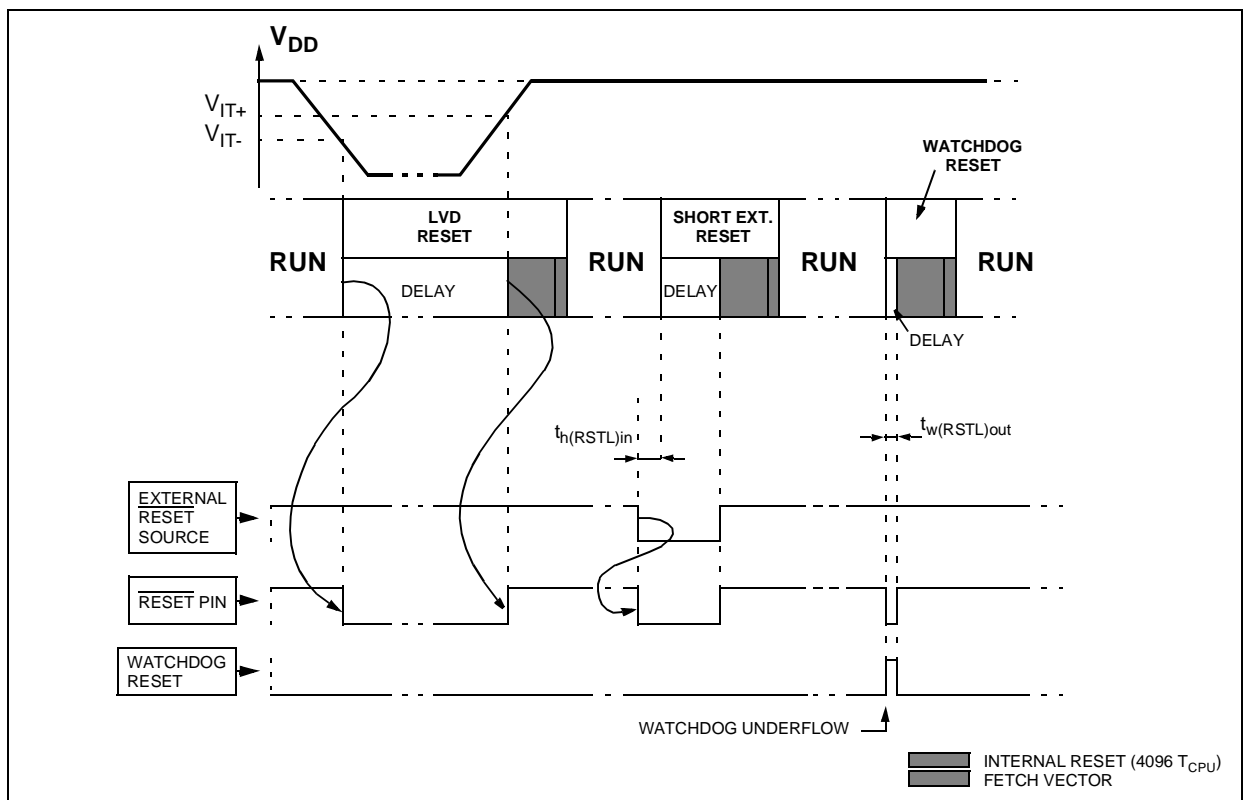 VDD
VIT+
VIT-
WATCHDOG
RESET
LVD
RESET
SHORT EXT.
RESET
RUN
RUN
RUN
RUN
DELAY
DELAY
DELAY
th(RSTL)in
tw(RSTL)out
EXTERNAL
RESET
SOURCE
RESET PIN
WATCHDOG
RESET
WATCHDOG UNDERFLOW
INTERNAL RESET (4096 TCPU)
FETCH VECTOR